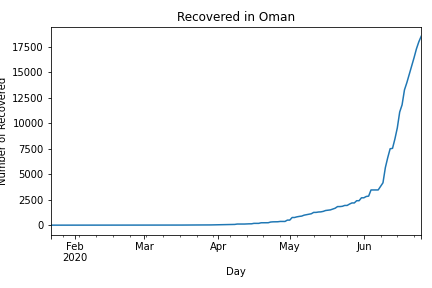 Recovered in Oman
Number of Recovered
17500
15000
12500
10000
7500
5000
2500
0
Feb
2020
Mar
Apr
May
Jun
Day